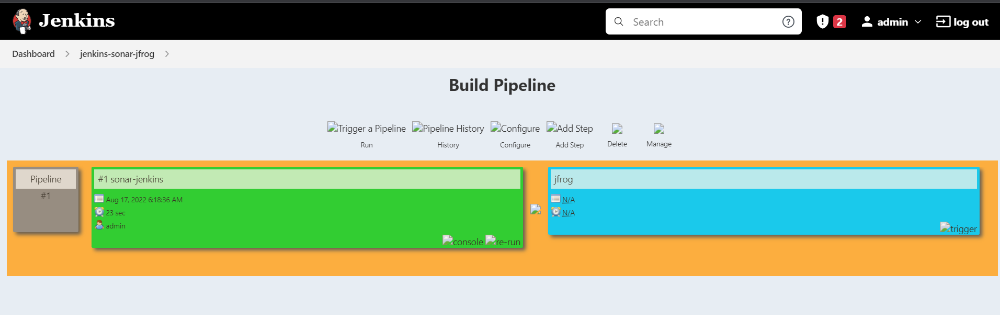 Jenkins
Search
2
admin
log out
Dashboard
jenkins-sonar-jfrog
Build Pipeline
Trigger a Pipeline
Pipeline History
Configure
Add Step
Run
History
Configure
Add Step
Delete
Manage
Pipeline
#1
#1 sonar-jenkins
Aug 17, 2022 6:18:36 AM
23 sec
admin
console
re-run
jfrog
N/A
N/A
trigger